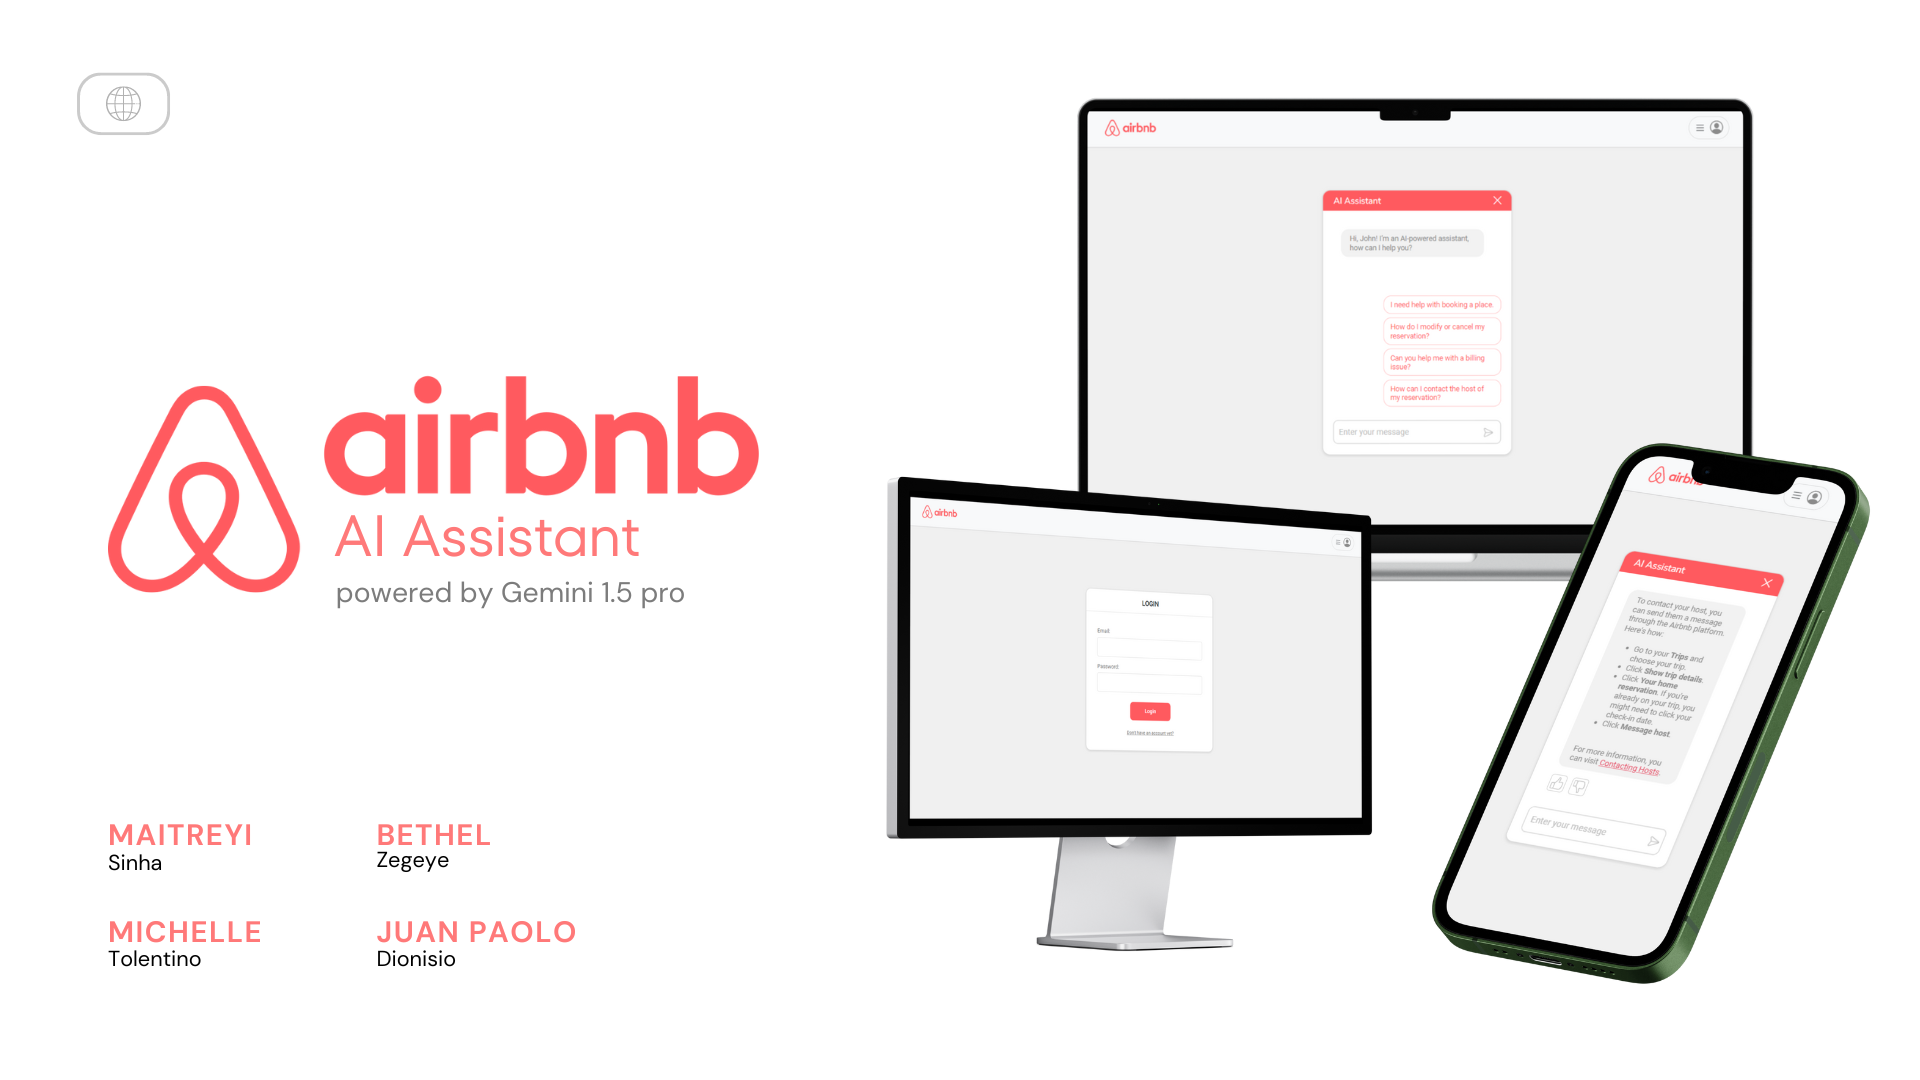 airbnb
AI Assistant
powered by Gemini 1.5 pro
MAITREYI
Sinha
BETHEL
Zegeye
MICHELLE
Tolentino
JUAN PAOLO
Dionisio
airbnb
AI Assistant
Hi, John! I'm an AI-powered assistant,
how can I help you?
I need help with booking a place.
How do I modify or cancel my
reservation?
Can you help me with a billing
issue?
How can I contact the host of
my reservation?
Enter your message
airbnb
LOGIN
Email
Password
Login
Don't have an account yet?
airbnb
AI Assistant
To contact your host, you
can send them a message
through the Airbnb platform.
Here's how:
• Go to your Trips and
choose your trip.
• Click Show trip details.
• Click Your home
reservation. If you're
already on your trip, you
might need to click your
check-in date.
• Click Message host.
For more information, you
can visit Contacting Hosts.
Enter your message